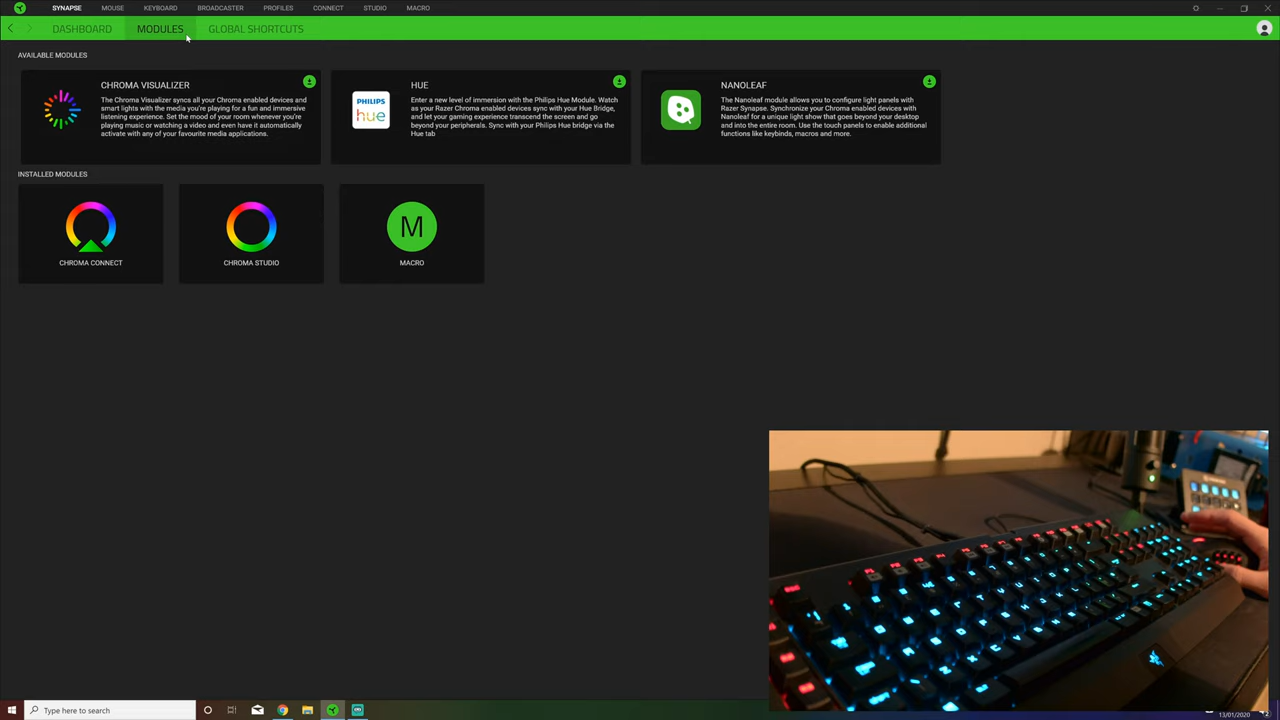 SYNAPSE MOUSE KEYBOARD BROADCASTER PROFILES CONNECT STUDIO MACRO
DASHBOARD MODULES GLOBAL SHORTCUTS
AVAILABLE MODULES
CHROMA VISUALIZER
The Chroma Visualizer syncs all your Chroma enabled devices and
smart lights with the media you're playing for a fun and immersive
listening experience. Set the mood of your room whenever you're
playing music or watching a video and even have it automatically
activate with any of your favourite media applications.
PHILIPS
hue
HUE
Enter a new level of immersion with the Philips Hue Module. Watch
as your Razer Chroma enabled devices sync with your Hue Bridge,
and let your gaming experience transcend the screen and go
beyond your peripherals. Sync with your Philips Hue bridge via the
Hue tab
NANOLEAF
The Nanoleaf module allows you to configure light panels with
Razer Synapse. Synchronize your Chroma enabled devices with
Nanoleaf for a unique light show that goes beyond your desktop
and into the entire room. Use the touch panels to enable additional
functions like keybinds, macros and more.
INSTALLED MODULES
CHROMA CONNECT
CHROMA STUDIO
M
MACRO
Type here to search
13/01/2020